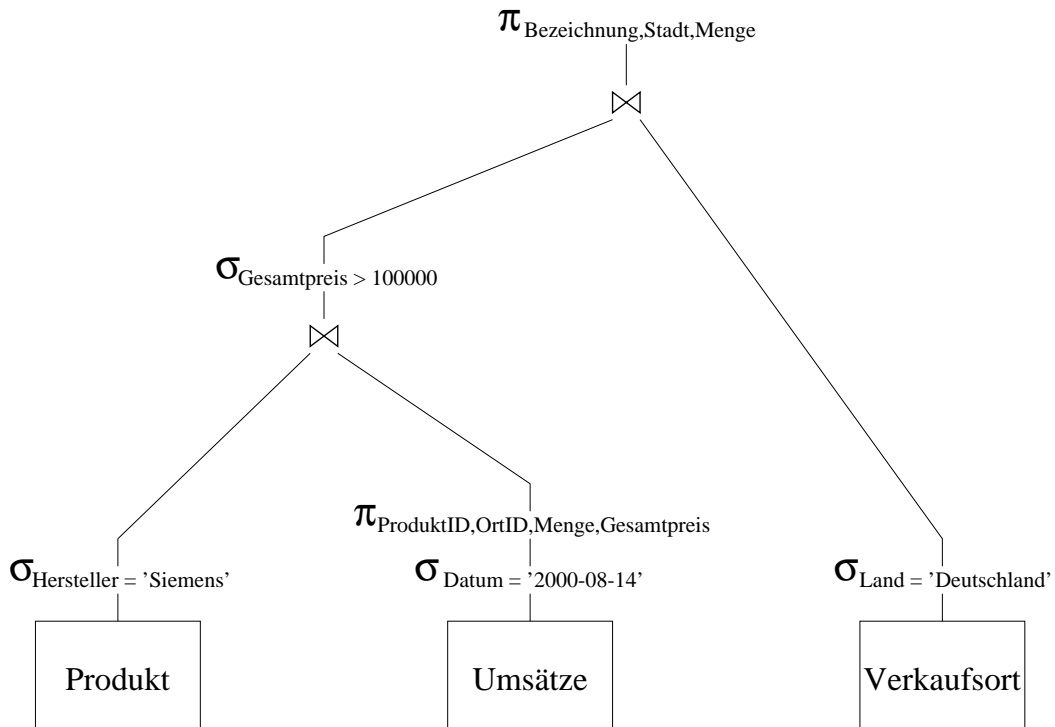 π Bezeichnung,Stadt,Menge
σ Gesamtpreis > 100000
π ProduktID,OrtID,Menge,Gesamtpreis
σ Hersteller = ’Siemens’
σ Datum = ’2000-08-14’
σ Land = ’Deutschland’
Produkt
Umsätze
Verkaufsort